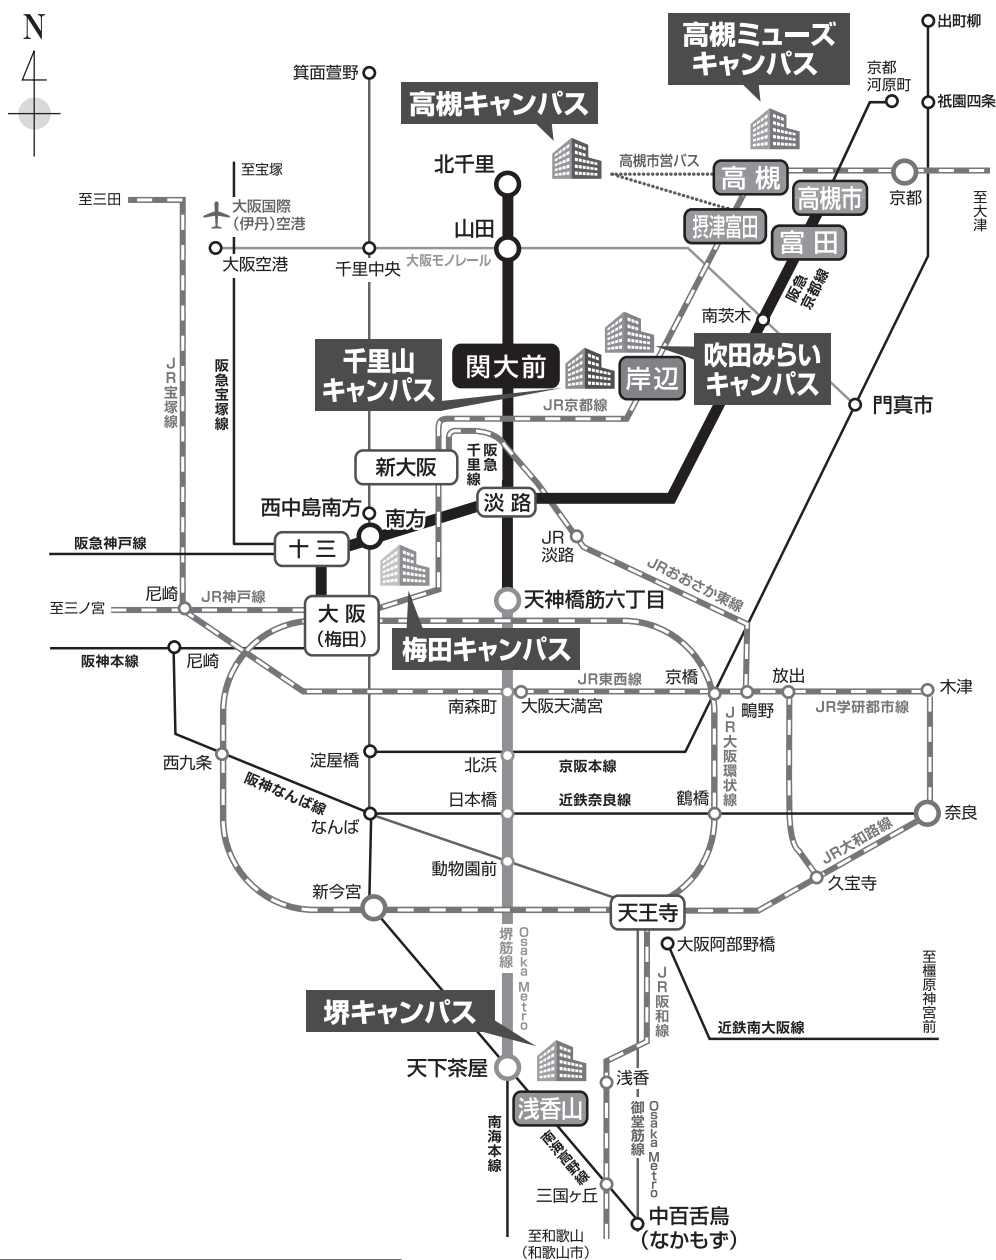 N
出町柳
高槻ミューズ
キャンパス
京都
河原町
祇園四条
箕面萱野
高槻キャンパス
北千里
高槻市営バス
高槻
高槻市
京都
至大津
至宝塚
至三田
大阪国際
(伊丹)空港
山田
摂津富田
富田
大阪空港
千里中央
大阪モノレール
阪急
京都線
南茨木
千里山
キャンパス
関大前
吹田みらい
キャンパス
岸辺
JR宝塚線
阪急宝塚線
JR京都線
門真市
新大阪
阪急
千里線
西中島南方
南方
淡路
十三
阪急神戸線
JR
淡路
JRおおさか東線
尼崎
JR神戸線
至三ノ宮
大阪
(梅田)
天神橋筋六丁目
梅田キャンパス
阪神本線
尼崎
JR東西線
京橋
放出
木津
南森町
大阪天満宮
鴫野
JR学研都市線
JR大阪環状線
西九条
淀屋橋
北浜
京阪本線
阪神なんば線
日本橋
近鉄奈良線
鶴橋
奈良
なんば
JR大和路線
動物園前
久宝寺
新今宮
天王寺
堺筋線
Osaka Metro
大阪阿部野橋
至橿原神宮前
JR阪和線
堺キャンパス
近鉄南大阪線
天下茶屋
浅香
浅香山
南海本線
南海高野線
御堂筋線
Osaka Metro
三国ヶ丘
中百舌鳥
(なかもず)
至和歌山
(和歌山市)